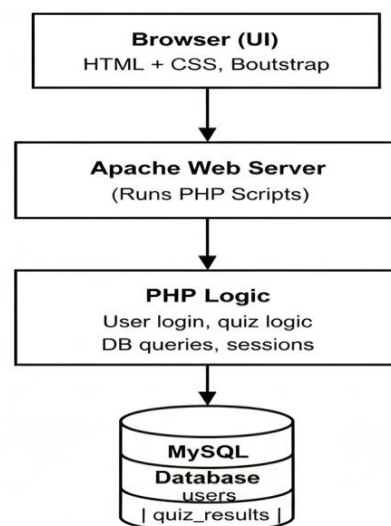 Browser (UI)
HTML + CSS, Boutstrap
Apache Web Server
(Runs PHP Scripts)
PHP Logic
User login, quiz logic
DB queries, sessions
MySQL
Database
users
| quiz_results |